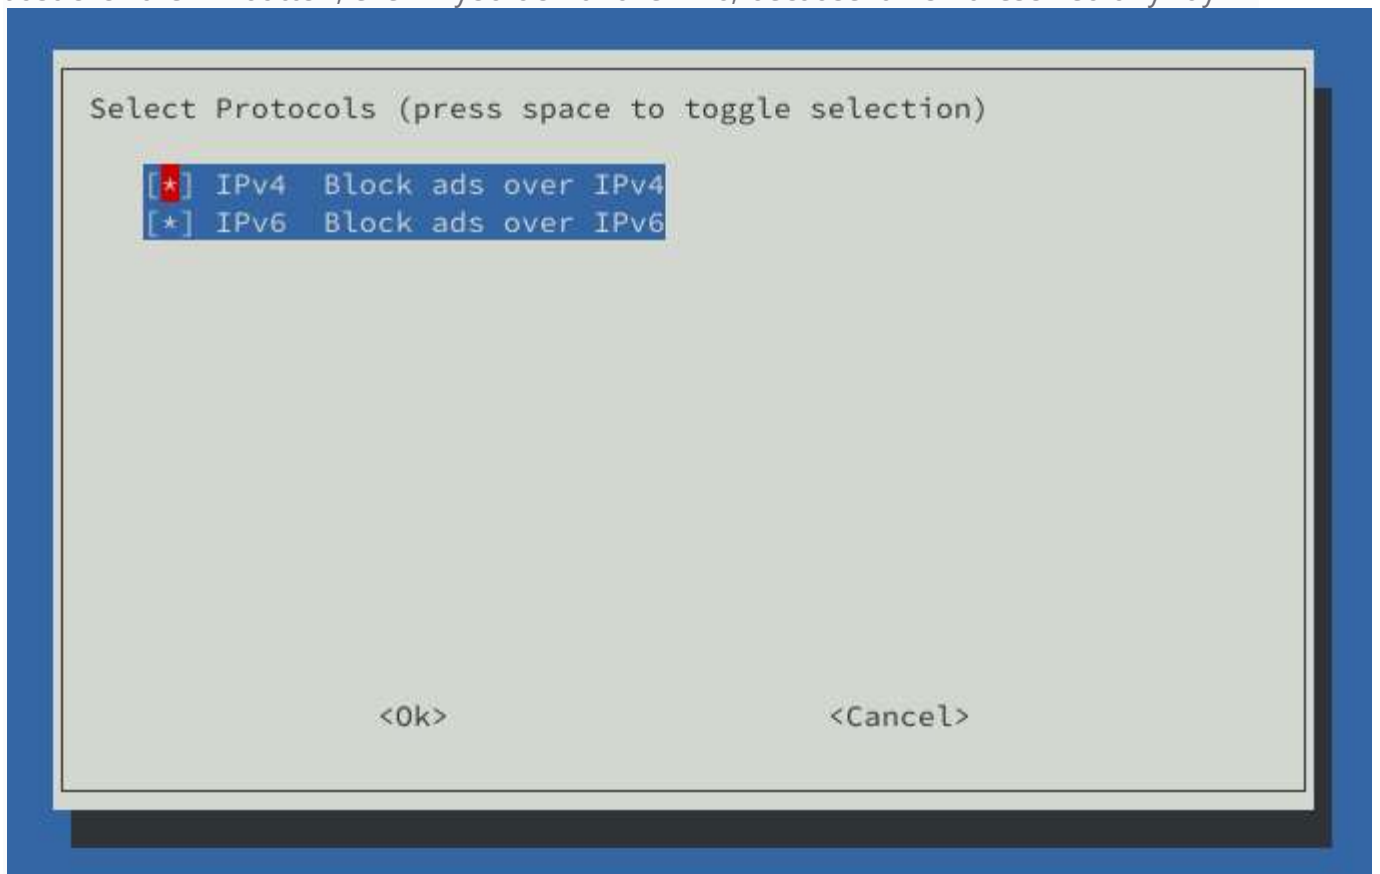 Select Protocols (press space to toggle selection)
[*] IPv4 Block ads over IPv4
[*] IPv6 Block ads over IPv6
<Ok> <Cancel>